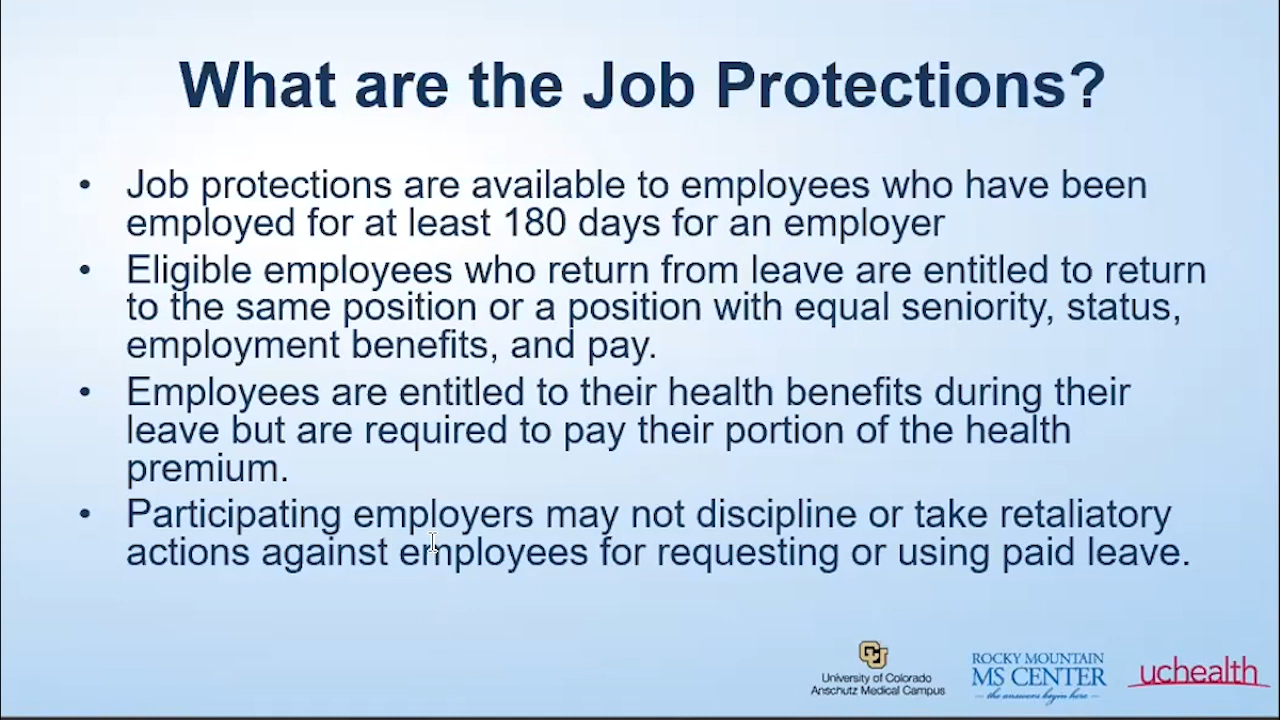 What are the Job Protections?
• Job protections are available to employees who have been
employed for at least 180 days for an employer
• Eligible employees who return from leave are entitled to return
to the same position or a position with equal seniority, status,
employment benefits, and pay.
• Employees are entitled to their health benefits during their
leave but are required to pay their portion of the health
premium.
• Participating employers may not discipline or take retaliatory
actions against employees for requesting or using paid leave.
CU
University of Colorado
Anschutz Medical Campus
ROCKY MOUNTAIN
MS CENTER
the answers begin here
uchealth